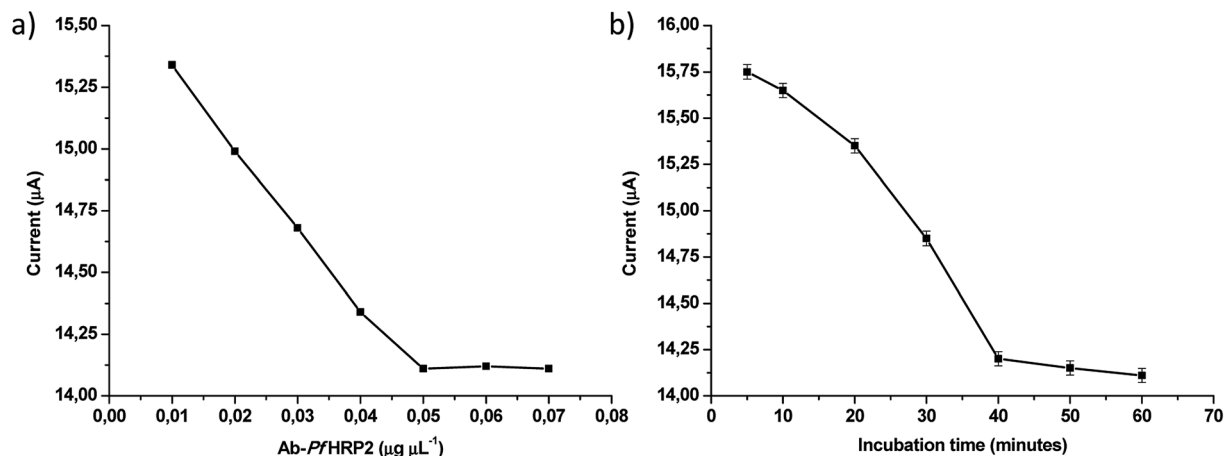 a)
15,50
15,25
15,00
14,75
14,50
14,25
14,00
Current (μA)
0,00 0,01 0,02 0,03 0,04 0,05 0,06 0,07 0,08
Ab-PfHRP2 (μg μL⁻¹)
b)
16,00
15,75
15,50
15,25
15,00
14,75
14,50
14,25
14,00
Current (μA)
0 10 20 30 40 50 60 70
Incubation time (minutes)